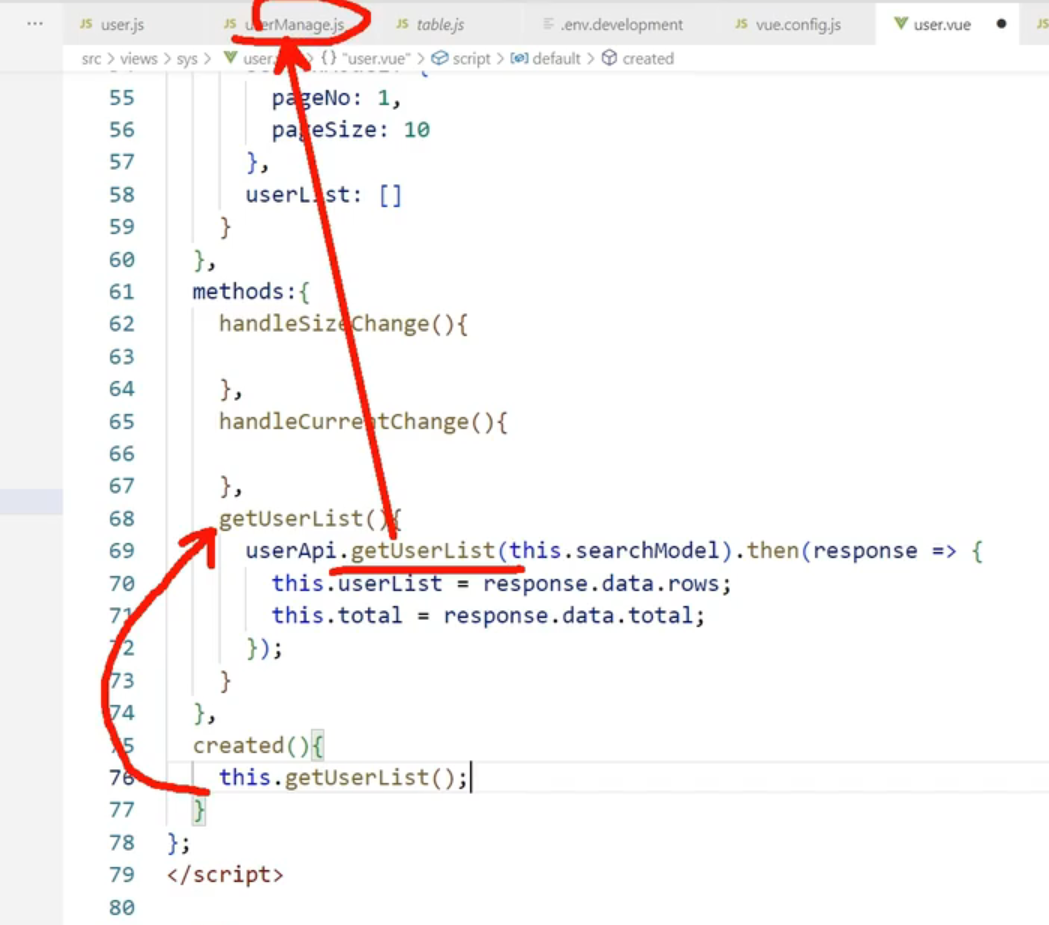 ··· JS user.js JS userManage.js JS table.js .env.development JS vue.config.js user.vue ● JS
src > views > sys > {} "user.vue" > script > default > created
55 pageNo: 1,
56 pageSize: 10
57 },
58 userList: []
59 }
60 },
61 methods:{
62 handleSizeChange(){
63
64 },
65 handleCurrentChange(){
66
67 },
68 getUserList(){
69 userApi.getUserList(this.searchModel).then(response => {
70 this.userList = response.data.rows;
71 this.total = response.data.total;
72 });
73 }
74 },
75 created(){
76 this.getUserList();
77 }
78 };
79 </script>
80